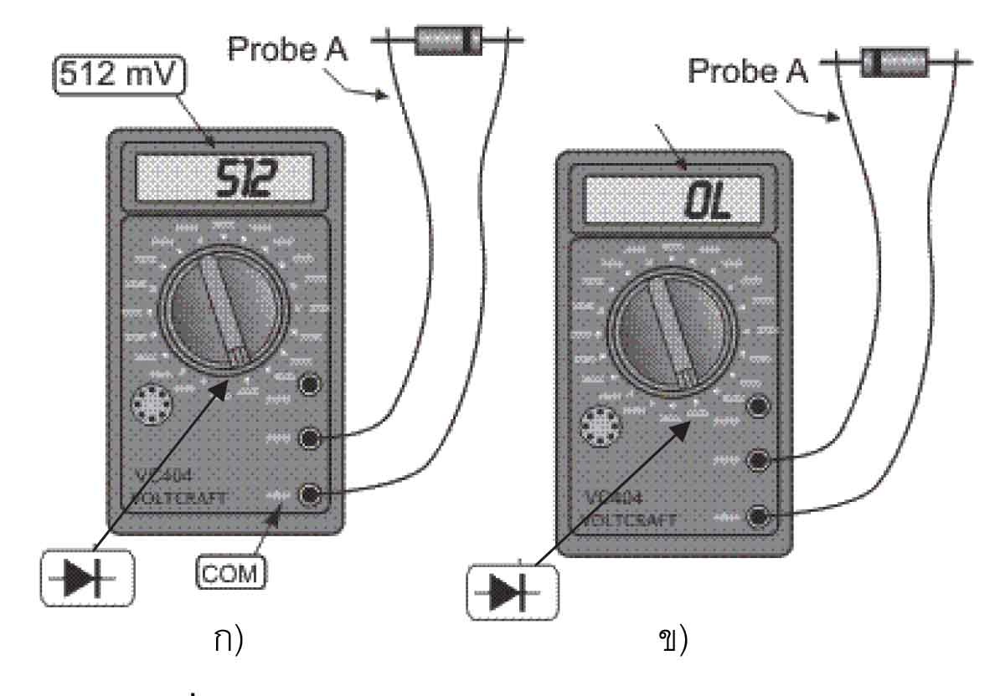 Probe A
512 mV
512
VC404
VOLTCRAFT
COM
ก)
Probe A
OL
VC404
VOLTCRAFT
ข)